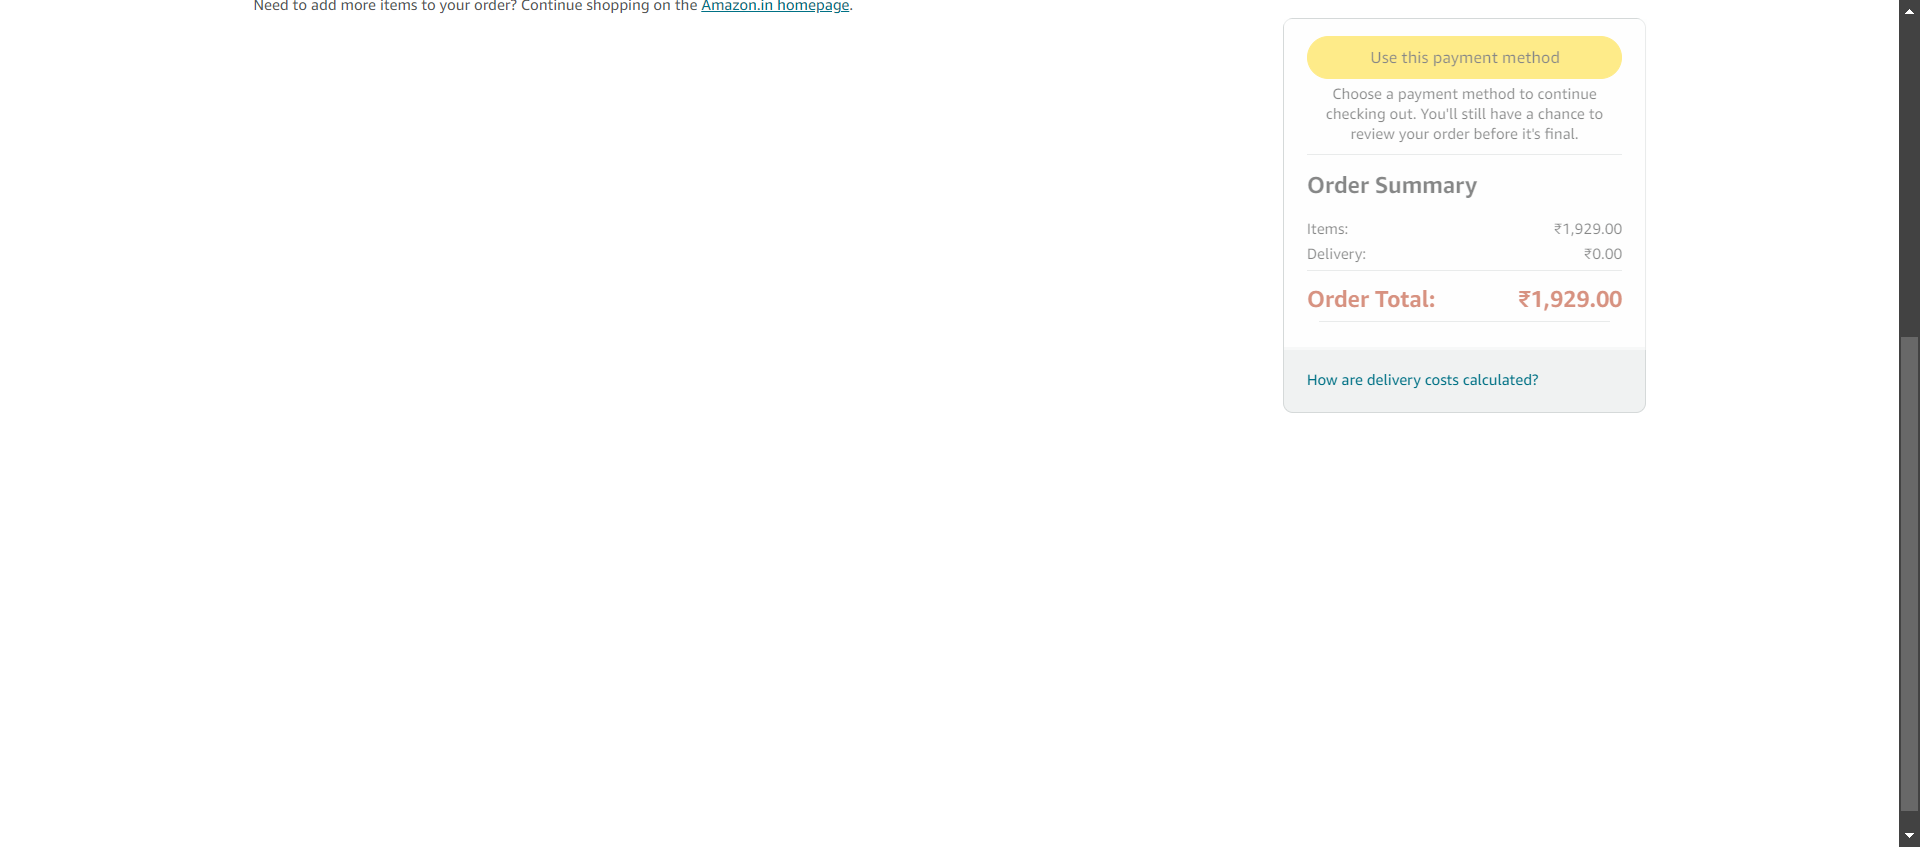 Need to add more items to your order? Continue shopping on the Amazon.in homepage.
Use this payment method
Choose a payment method to continue
checking out. You'll still have a chance to
review your order before it's final.
Order Summary
Items: ₹1,929.00
Delivery: ₹0.00
Order Total: ₹1,929.00
How are delivery costs calculated?